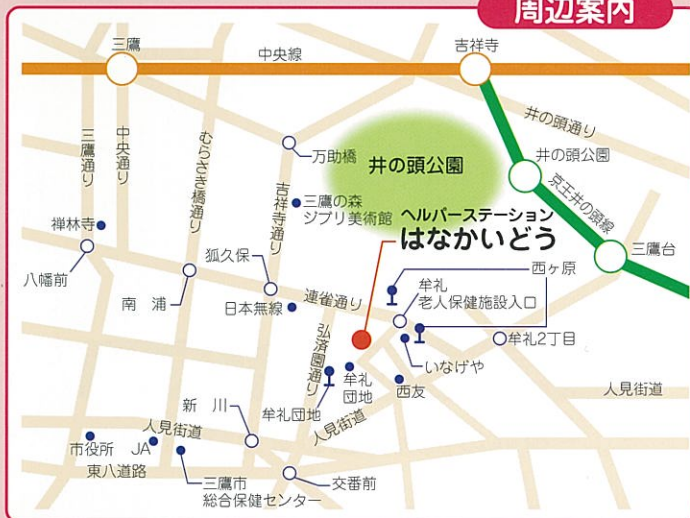 周辺案内
三鷹
中央線
吉祥寺
三鷹通り
中央通り
むらさき橋通り
万助橋
井の頭公園
井の頭通り
井の頭公園
京王井の頭線
吉祥寺通り
三鷹の森
ジブリ美術館
ヘルパーステーション
はなかいどう
禅林寺
狐久保
三鷹台
西ヶ原
八幡前
南浦
日本無線
連雀通り
牟礼
老人保健施設入口
弘済園通り
牟礼2丁目
いなげや
牟礼
団地
西友
新川
牟礼団地
人見街道
人見街道
人見街道
市役所
JA
東八道路
三鷹市
総合保健センター
交番前